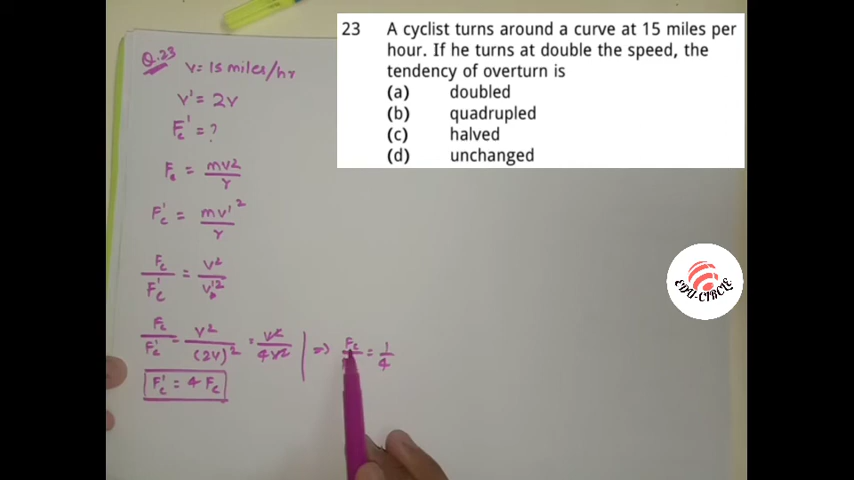 23 A cyclist turns around a curve at 15 miles per
hour. If he turns at double the speed, the
tendency of overturn is
(a) doubled
(b) quadrupled
(c) halved
(d) unchanged
Q.23
v = 15 miles/hr
v' = 2v
Fc' = ?
Fc = mv2/r
Fc' = mv'²/r
Fc/Fc' = v²/v'²
Fc/Fc' = v²/(2v)² = v²/4v² | ⇒ Fc/ = 1/4
Fc' = 4 Fc
EDU-CIRCLE